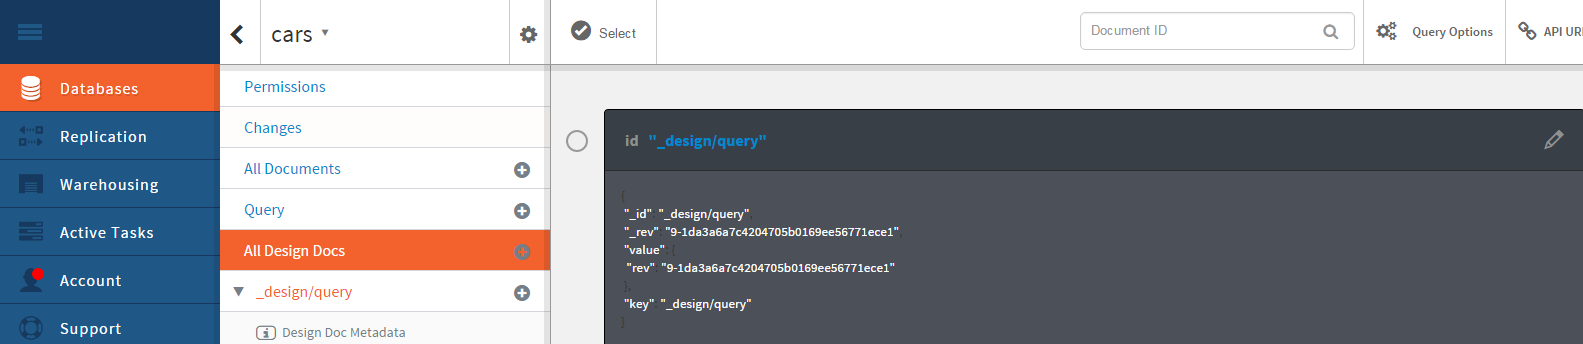 cars
Select
Document ID
Query Options
API URL
Databases
Replication
Warehousing
Active Tasks
Account
Support
Permissions
Changes
All Documents
Query
All Design Docs
_design/query
Design Doc Metadata
id "_design/query"
{
"_id": "_design/query",
"_rev": "9-1da3a6a7c4204705b0169ee56771ece1",
"value": {
"rev": "9-1da3a6a7c4204705b0169ee56771ece1"
},
"key": "_design/query"
}